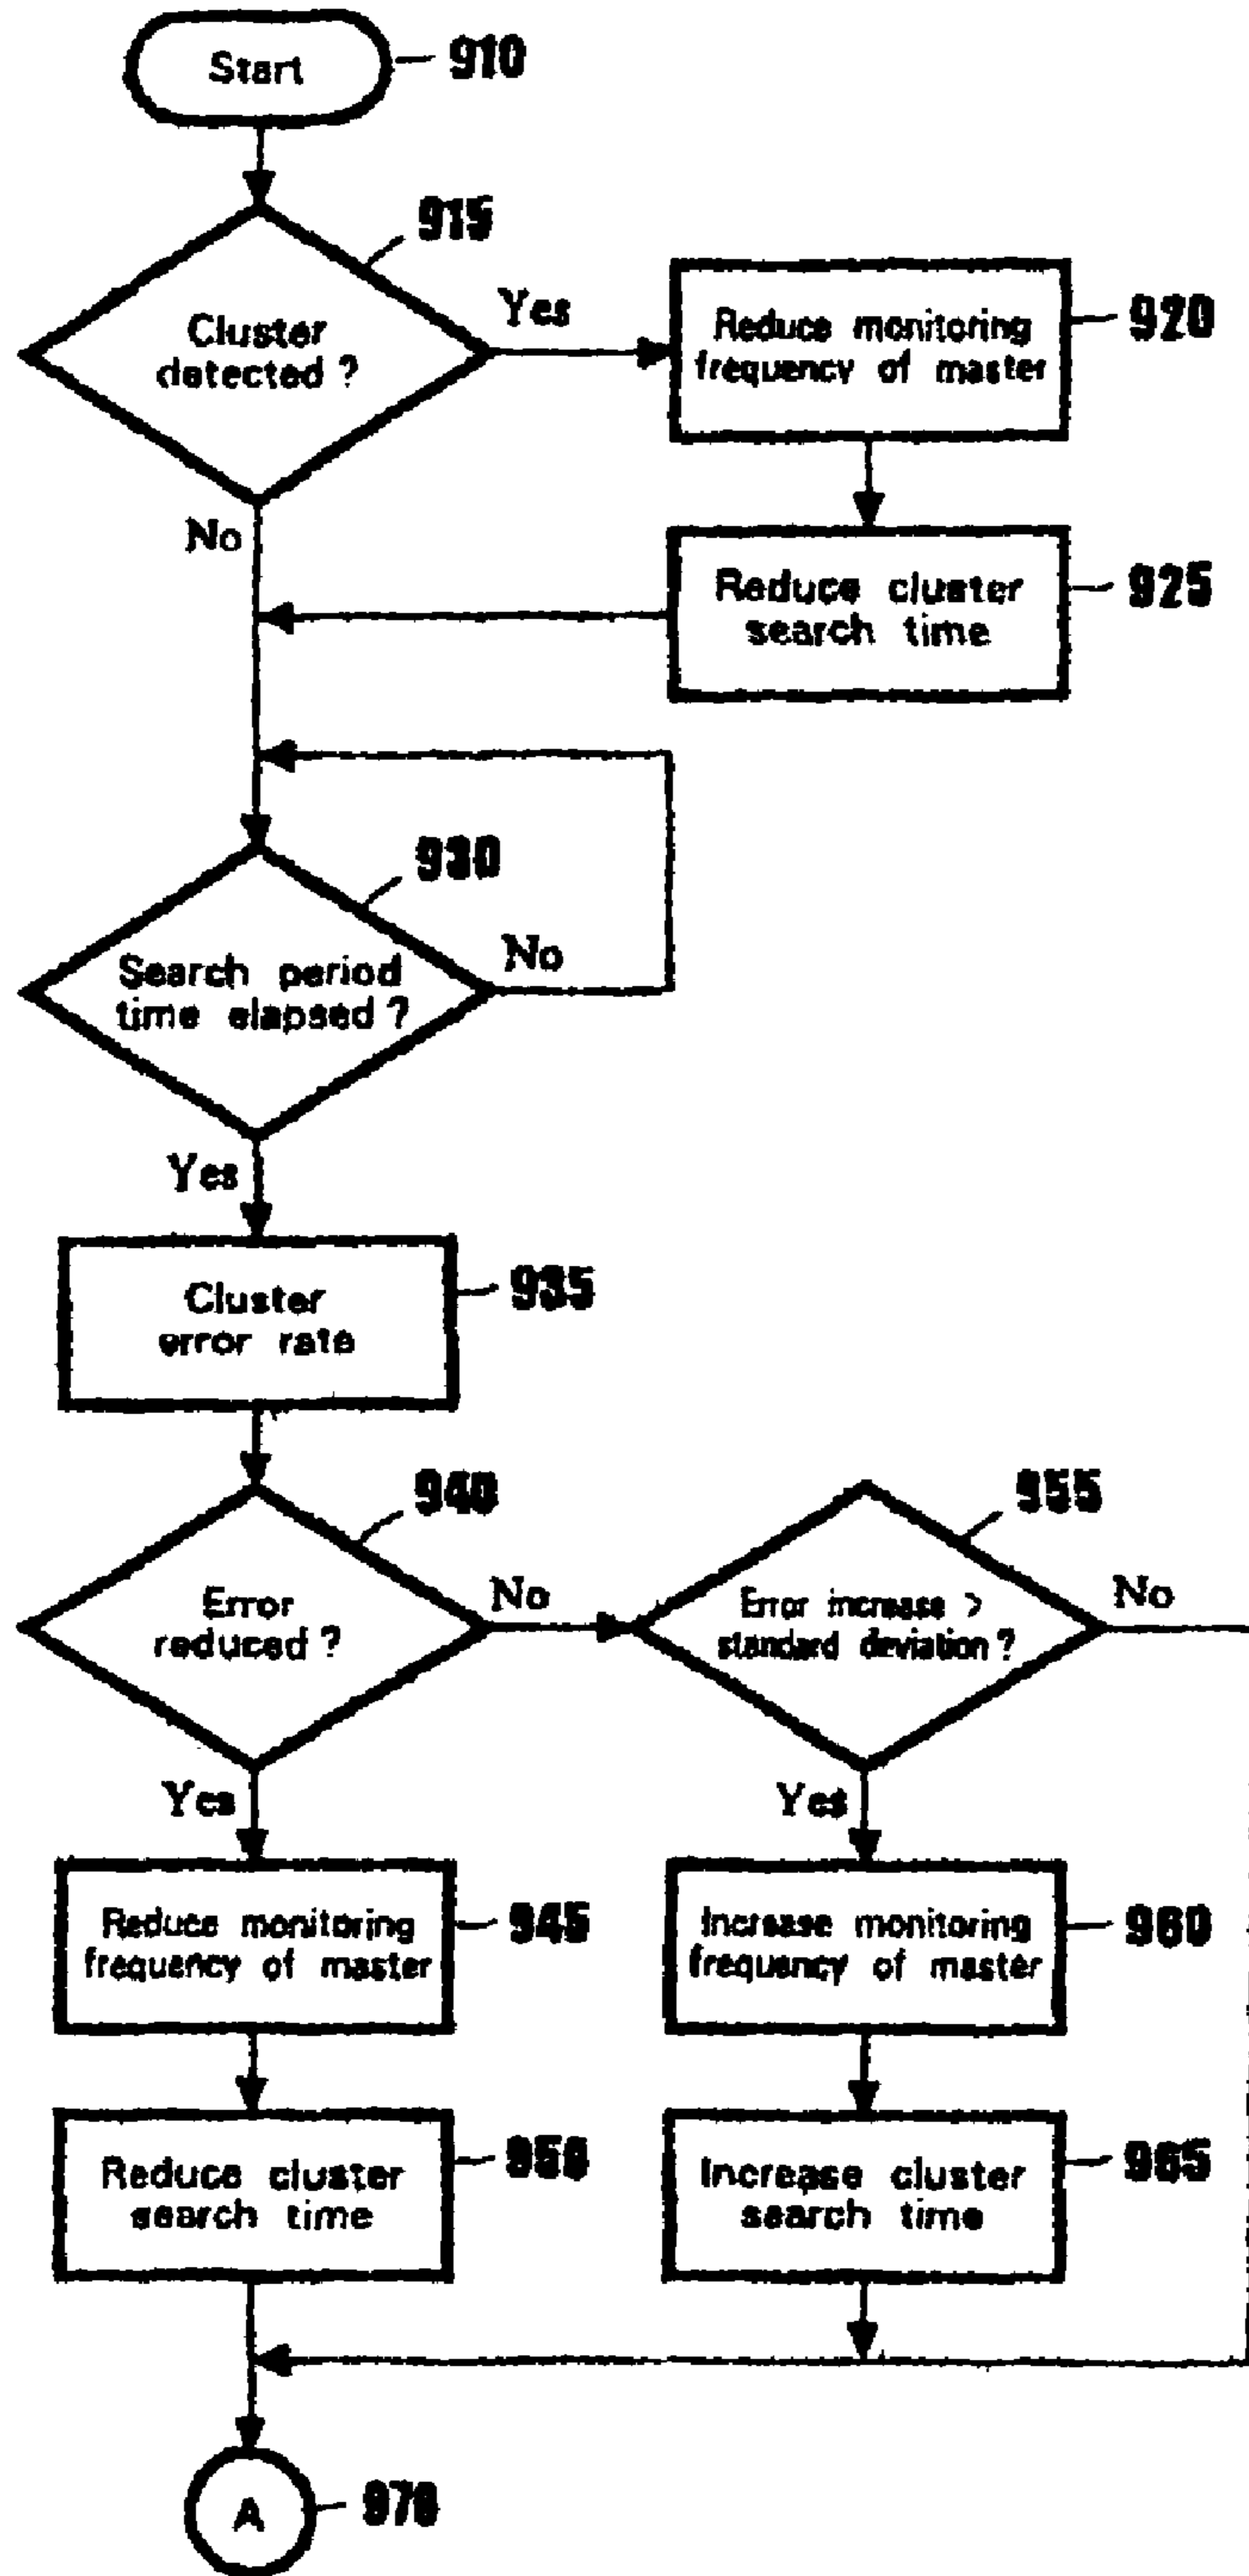 Start
910
915
Cluster
detected ?
Yes
No
Reduce monitoring
frequency of master
920
Reduce cluster
search time
925
930
Search period
time elapsed ?
No
Yes
Cluster
error rate
935
940
Error
reduced ?
No
Yes
955
Error increase >
standard deviation ?
No
Yes
Reduce monitoring
frequency of master
945
Increase monitoring
frequency of master
960
Reduce cluster
search time
950
Increase cluster
search time
965
A
970